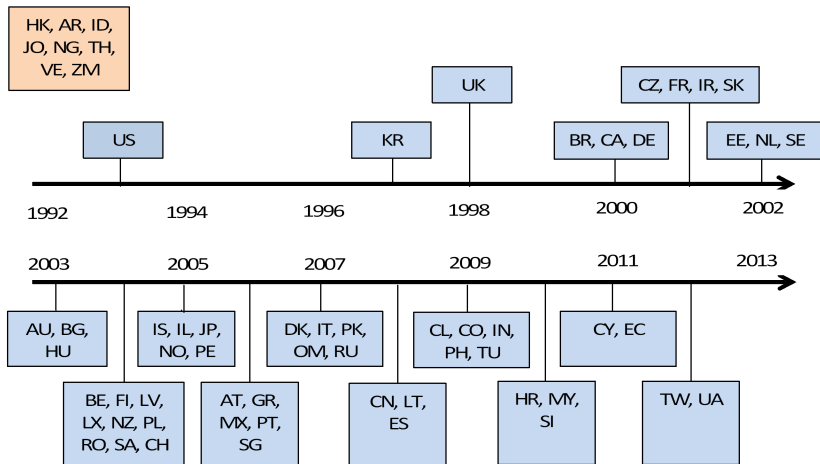 HK, AR, ID,
JO, NG, TH,
VE, ZM
UK
CZ, FR, IR, SK
US
KR
BR, CA, DE
EE, NL, SE
1992
1994
1996
1998
2000
2002
2003
2005
2007
2009
2011
2013
AU, BG,
HU
IS, IL, JP,
NO, PE
DK, IT, PK,
OM, RU
CL, CO, IN,
PH, TU
CY, EC
BE, FI, LV,
LX, NZ, PL,
RO, SA, CH
AT, GR,
MX, PT,
SG
CN, LT,
ES
HR, MY,
SI
TW, UA